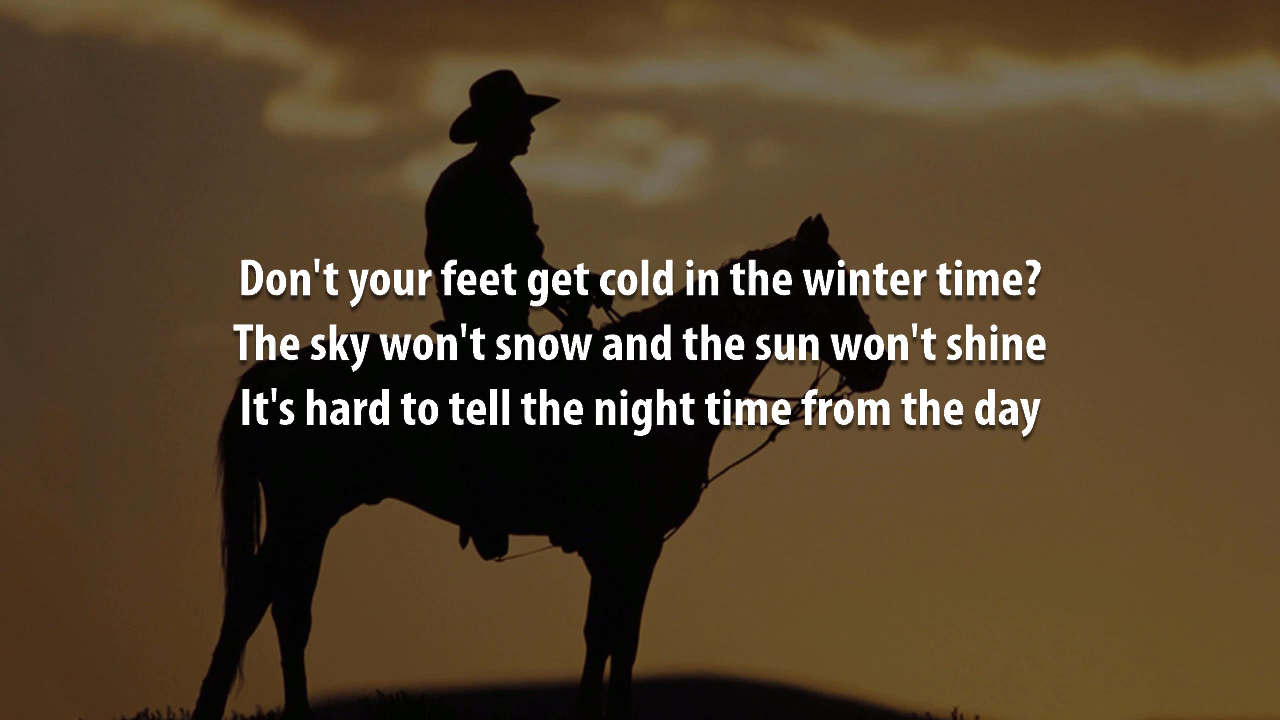 Don't your feet get cold in the winter time?
The sky won't snow and the sun won't shine
It's hard to tell the night time from the day